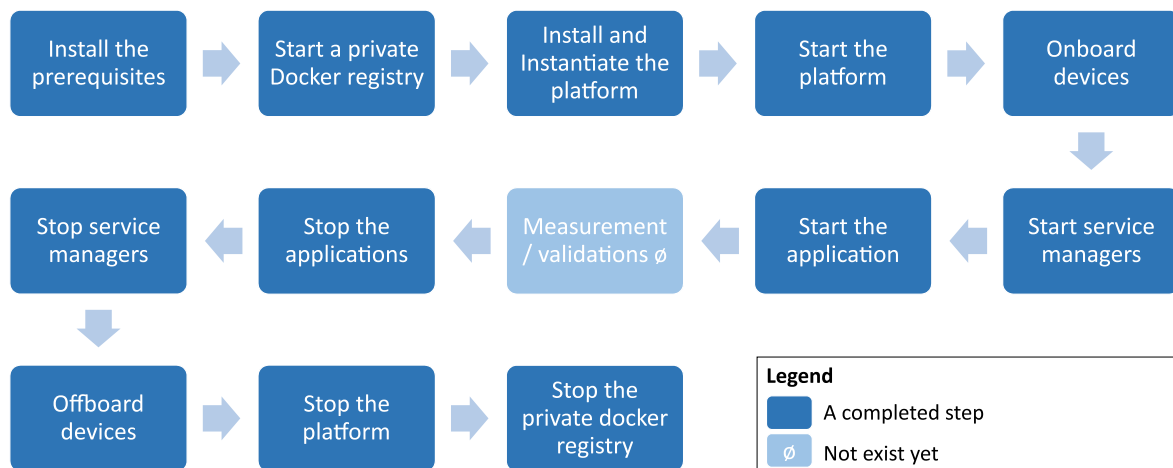 Install the
prerequisites
Start a private
Docker registry
Install and
Instantiate the
platform
Start the
platform
Onboard
devices
Stop service
managers
Stop the
applications
Measurement
/ validations ø
Start the
application
Start service
managers
Offboard
devices
Stop the
platform
Stop the
private docker
registry
Legend
A completed step
ø Not exist yet